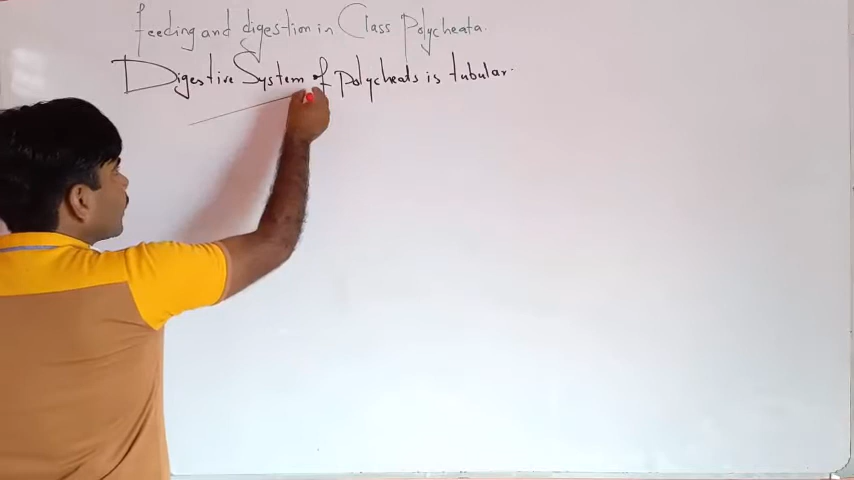 feeding and digestion in Class Polycheata.
Digestive System of Polycheats is tubular.